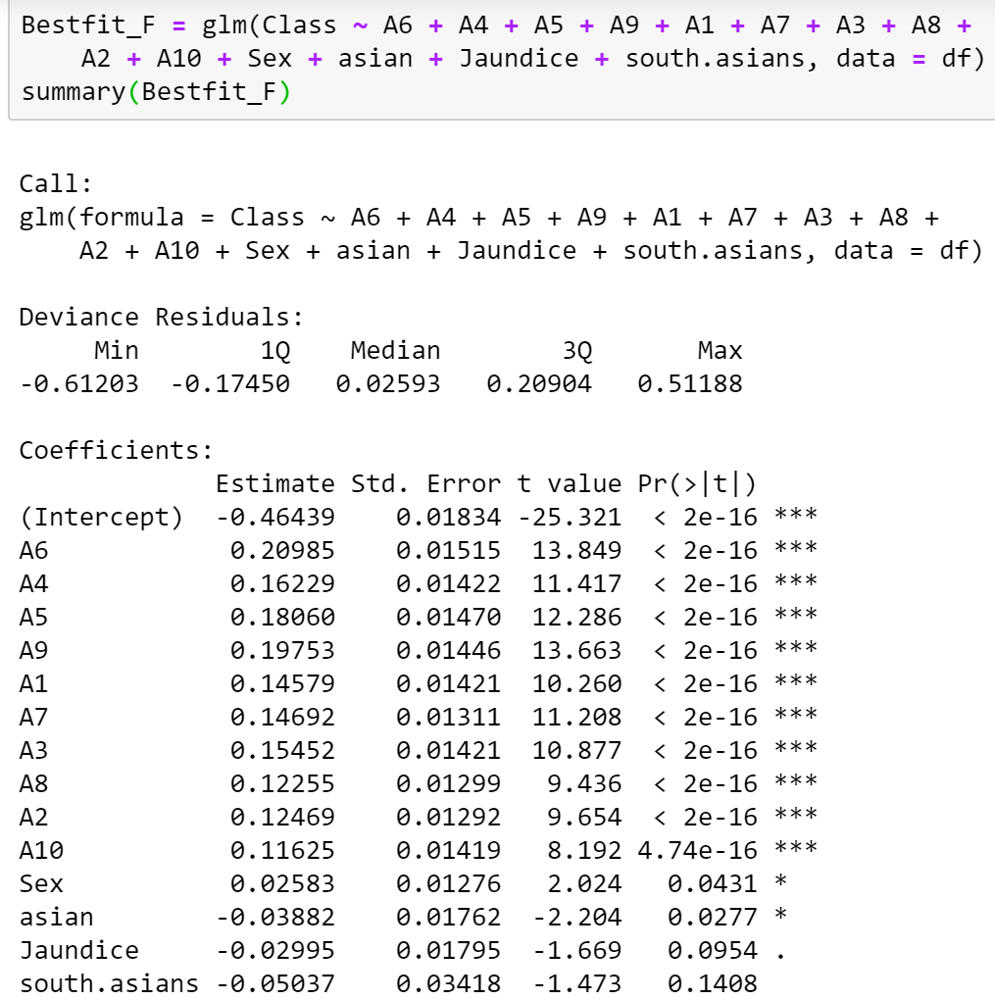 Bestfit_F = glm(Class ~ A6 + A4 + A5 + A9 + A1 + A7 + A3 + A8 +
    A2 + A10 + Sex + asian + Jaundice + south.asians, data = df)
summary(Bestfit_F)
Call:
glm(formula = Class ~ A6 + A4 + A5 + A9 + A1 + A7 + A3 + A8 +
    A2 + A10 + Sex + asian + Jaundice + south.asians, data = df)
Deviance Residuals:
     Min        1Q    Median        3Q       Max
-0.61203  -0.17450   0.02593   0.20904   0.51188
Coefficients:
             Estimate Std. Error t value Pr(>|t|)
(Intercept)  -0.46439    0.01834 -25.321  < 2e-16 ***
A6            0.20985    0.01515  13.849  < 2e-16 ***
A4            0.16229    0.01422  11.417  < 2e-16 ***
A5            0.18060    0.01470  12.286  < 2e-16 ***
A9            0.19753    0.01446  13.663  < 2e-16 ***
A1            0.14579    0.01421  10.260  < 2e-16 ***
A7            0.14692    0.01311  11.208  < 2e-16 ***
A3            0.15452    0.01421  10.877  < 2e-16 ***
A8            0.12255    0.01299   9.436  < 2e-16 ***
A2            0.12469    0.01292   9.654  < 2e-16 ***
A10           0.11625    0.01419   8.192 4.74e-16 ***
Sex           0.02583    0.01276   2.024   0.0431 *
asian        -0.03882    0.01762  -2.204   0.0277 *
Jaundice     -0.02995    0.01795  -1.669   0.0954 .
south.asians -0.05037    0.03418  -1.473   0.1408